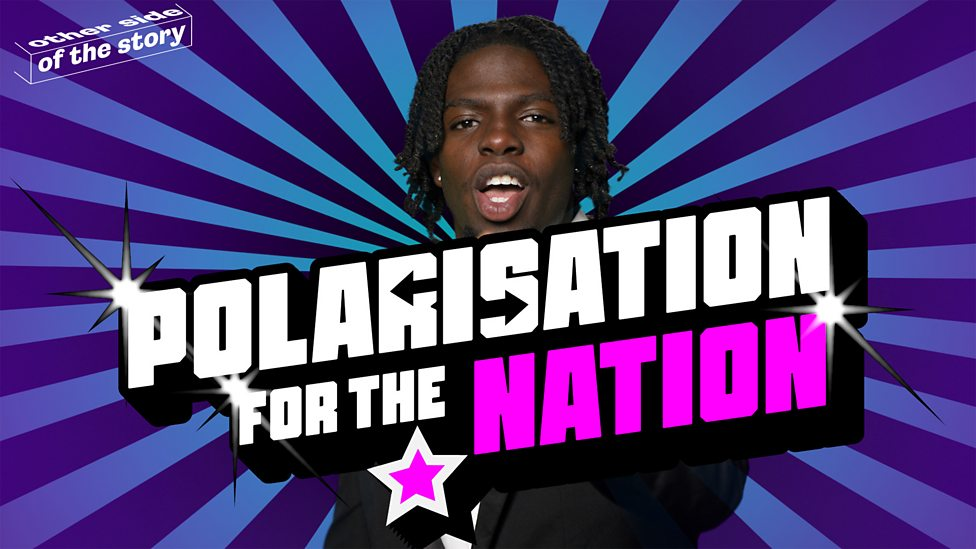 other side
of the story
POLARISATION
FOR THE NATION